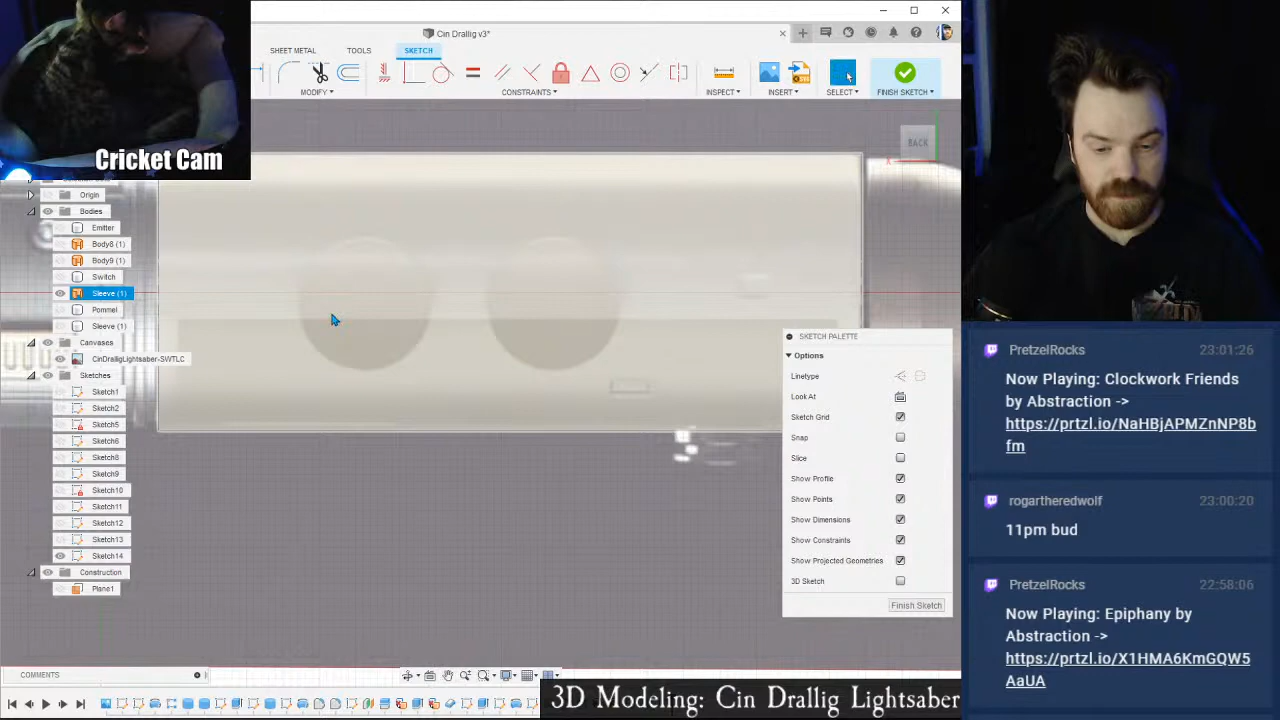 Cin Drallig v3*
SHEET METAL
TOOLS
SKETCH
MODIFY
CONSTRAINTS
INSPECT
INSERT
SELECT
FINISH SKETCH
Cricket Cam
BACK
X
Origin
Bodies
Emitter
Body8 (1)
Body9 (1)
Switch
Sleeve (1)
Pommel
Sleeve (1)
Canvases
CinDralligLightsaber-SWTLC
Sketches
Sketch1
Sketch2
Sketch5
Sketch6
Sketch8
Sketch9
Sketch10
Sketch11
Sketch12
Sketch13
Sketch14
Construction
Plane1
SKETCH PALETTE
Options
Linetype
Look At
Sketch Grid
Snap
Slice
Show Profile
Show Points
Show Dimensions
Show Constraints
Show Projected Geometries
3D Sketch
Finish Sketch
COMMENTS
3D Modeling: Cin Drallig Lightsaber
PretzelRocks 23:01:26
Now Playing: Clockwork Friends
by Abstraction ->
https://prtzl.io/NaHBjAPMZnNP8b
fm
rogartheredwolf 23:00:20
11pm bud
PretzelRocks 22:58:06
Now Playing: Epiphany by
Abstraction ->
https://prtzl.io/X1HMA6KmGQW5
AaUA